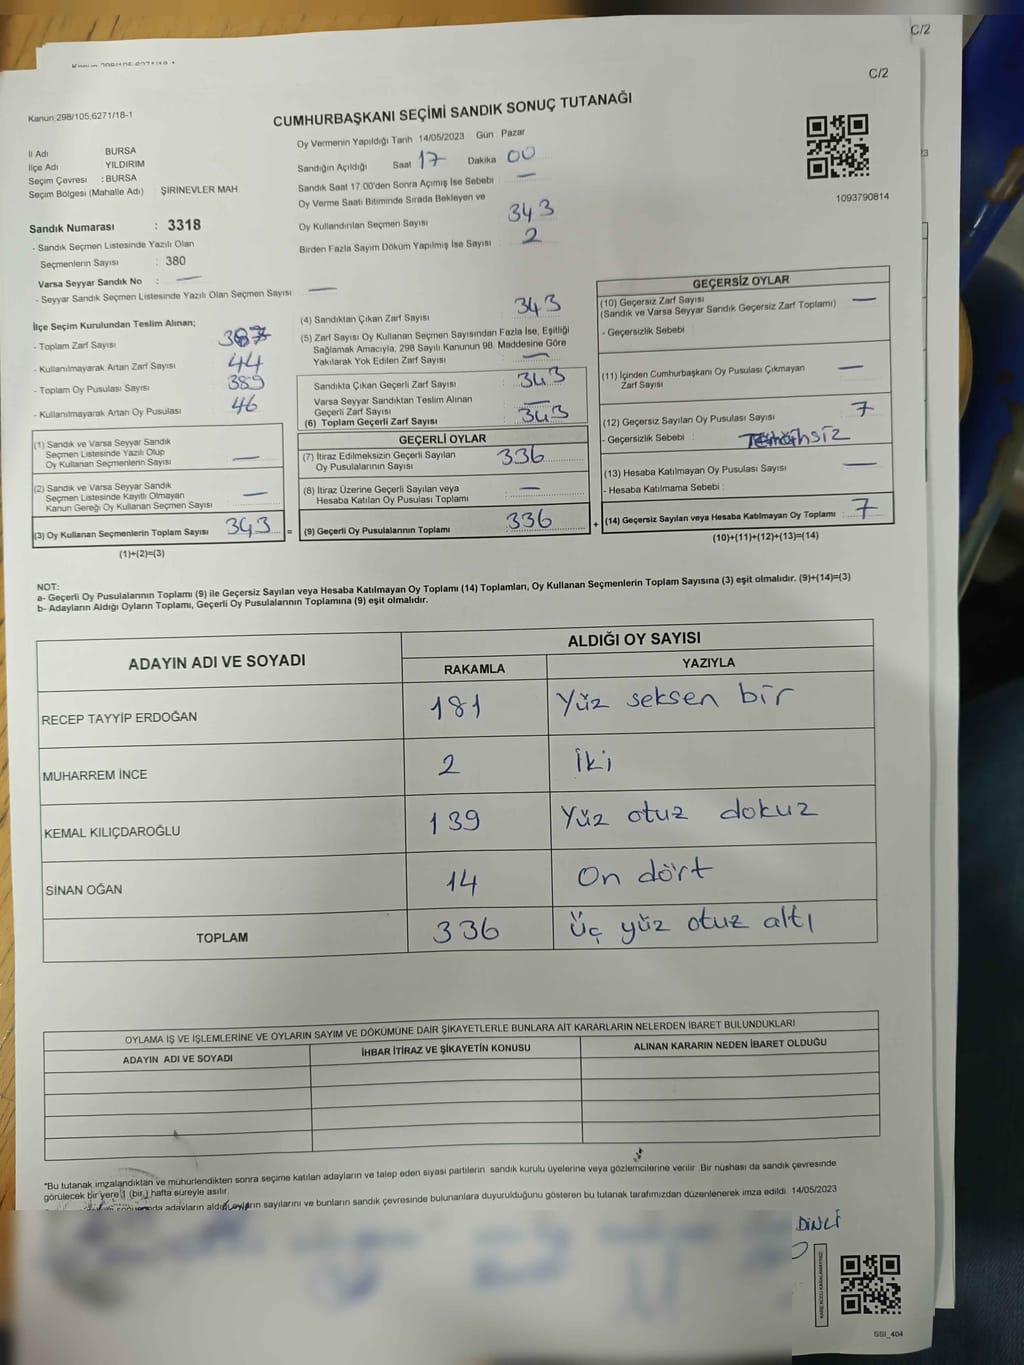 C/2
C/2
Kanun 298/105,6271/18-1
CUMHURBAŞKANI SEÇİMİ SANDIK SONUÇ TUTANAĞI
İl Adı BURSA
İlçe Adı YILDIRIM
Seçim Çevresi : BURSA
Seçim Bölgesi (Mahalle Adı) ŞİRİNEVLER MAH
Oy Vermenin Yapıldığı Tarih : 14/05/2023 Gün : Pazar
Sandığın Açıldığı Saat 17 Dakika 00
Sandık Saat 17.00'den Sonra Açımış İse Sebebi : —
Oy Verme Saati Bitiminde Sırada Bekleyen ve
Oy Kullandırılan Seçmen Sayısı : 343
Birden Fazla Sayım Döküm Yapılmış İse Sayısı : 2
1093790814
Sandık Numarası : 3318
- Sandık Seçmen Listesinde Yazılı Olan
Seçmenlerin Sayısı : 380
Varsa Seyyar Sandık No : —
- Seyyar Sandık Seçmen Listesinde Yazılı Olan Seçmen Sayısı : —
İlçe Seçim Kurulundan Teslim Alınan;
- Toplam Zarf Sayısı 387
- Kullanılmayarak Artan Zarf Sayısı 44
- Toplam Oy Pusulası Sayısı 389
- Kullanılmayarak Artan Oy Pusulası 46
(1) Sandık ve Varsa Seyyar Sandık
Seçmen Listesinde Yazılı Olup
Oy Kullanan Seçmenlerin Sayısı —
(2) Sandık ve Varsa Seyyar Sandık
Seçmen Listesinde Kayıtlı Olmayan
Kanun Gereği Oy Kullanan Seçmen Sayısı —
(3) Oy Kullanan Seçmenlerin Toplam Sayısı 343 =
(1)+(2)=(3)
(4) Sandıktan Çıkan Zarf Sayısı 343
(5) Zarf Sayısı Oy Kullanan Seçmen Sayısından Fazla İse, Eşitliği
Sağlamak Amacıyla, 298 Sayılı Kanunun 98. Maddesine Göre
Yakılarak Yok Edilen Zarf Sayısı —
Sandıkta Çıkan Geçerli Zarf Sayısı 343
Varsa Seyyar Sandıktan Teslim Alınan
Geçerli Zarf Sayısı —
(6) Toplam Geçerli Zarf Sayısı 343
GEÇERLİ OYLAR
(7) İtiraz Edilmeksizin Geçerli Sayılan
Oy Pusulalarının Sayısı 336
(8) İtiraz Üzerine Geçerli Sayılan veya
Hesaba Katılan Oy Pusulası Toplamı —
(9) Geçerli Oy Pusulalarının Toplamı : 336 +
GEÇERSİZ OYLAR
(10) Geçersiz Zarf Sayısı
(Sandık ve Varsa Seyyar Sandık Geçersiz Zarf Toplamı) —
- Geçersizlik Sebebi
(11) İçinden Cumhurbaşkanı Oy Pusulası Çıkmayan
Zarf Sayısı —
(12) Geçersiz Sayılan Oy Pusulası Sayısı 7
- Geçersizlik Sebebi :
(13) Hesaba Katılmayan Oy Pusulası Sayısı —
- Hesaba Katılmama Sebebi :
(14) Geçersiz Sayılan veya Hesaba Katılmayan Oy Toplamı : 7
(10)+(11)+(12)+(13)=(14)
NOT:
a- Geçerli Oy Pusulalarının Toplamı (9) ile Geçersiz Sayılan veya Hesaba Katılmayan Oy Toplamı (14) Toplamları, Oy Kullanan Seçmenlerin Toplam Sayısına (3) eşit olmalıdır. (9)+(14)=(3)
b- Adayların Aldığı Oyların Toplamı, Geçerli Oy Pusulalarının Toplamına (9) eşit olmalıdır.
ADAYIN ADI VE SOYADI ALDIĞI OY SAYISI
RAKAMLA YAZIYLA
RECEP TAYYİP ERDOĞAN 181 Yüz seksen bir
MUHARREM İNCE 2 İki
KEMAL KILIÇDAROĞLU 139 Yüz otuz dokuz
SİNAN OĞAN 14 On dört
TOPLAM 336 üç yüz otuz altı
OYLAMA İŞ VE İŞLEMLERİNE VE OYLARIN SAYIM VE DÖKÜMÜNE DAİR ŞİKAYETLERLE BUNLARA AİT KARARLARIN NELERDEN İBARET BULUNDUKLARI
ADAYIN ADI VE SOYADI İHBAR İTİRAZ VE ŞİKAYETİN KONUSU ALINAN KARARIN NEDEN İBARET OLDUĞU
*Bu tutanak imzalandıktan ve mühürlendikten sonra seçime katılan adayların ve talep eden siyasi partilerin sandık kurulu üyelerine veya gözlemcilerine verilir. Bir nüshası da sandık çevresinde
görülecek bir yere 1 (bir) hafta süreyle asılır.
adayların aldığı oyların sayılarını ve bunların sandık çevresinde bulunanlara duyurulduğunu gösteren bu tutanak tarafımızdan düzenlenerek imza edildi. 14/05/2023
DİNLİ
SSI_404